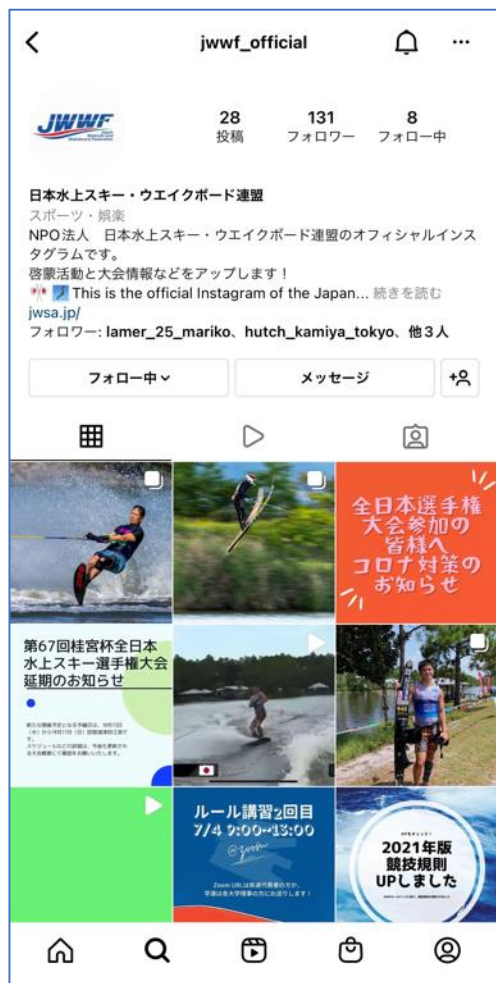 jwwf_official
JWWF
28
131
8
投稿
フォロワー
フォロー中
日本水上スキー・ウエイクボード連盟
スポーツ・娯楽
NPO法人 日本水上スキー・ウエイクボード連盟のオフィシャルインス
タグラムです。
啓蒙活動と大会情報などをアップします！
🎌🗾This is the official Instagram of the Japan... 続きを読む
jwsa.jp/
フォロワー: lamer_25_mariko、hutch_kamiya_tokyo、他3人
フォロー中
メッセージ
全日本選手権
大会参加の
皆様へ
コロナ対策の
お知らせ
第67回桂宮杯全日本
水上スキー選手権大会
延期のお知らせ
ルール講習2回目
7/4 9:00~13:00
@zoom
2021年版
競技規則
UPしました